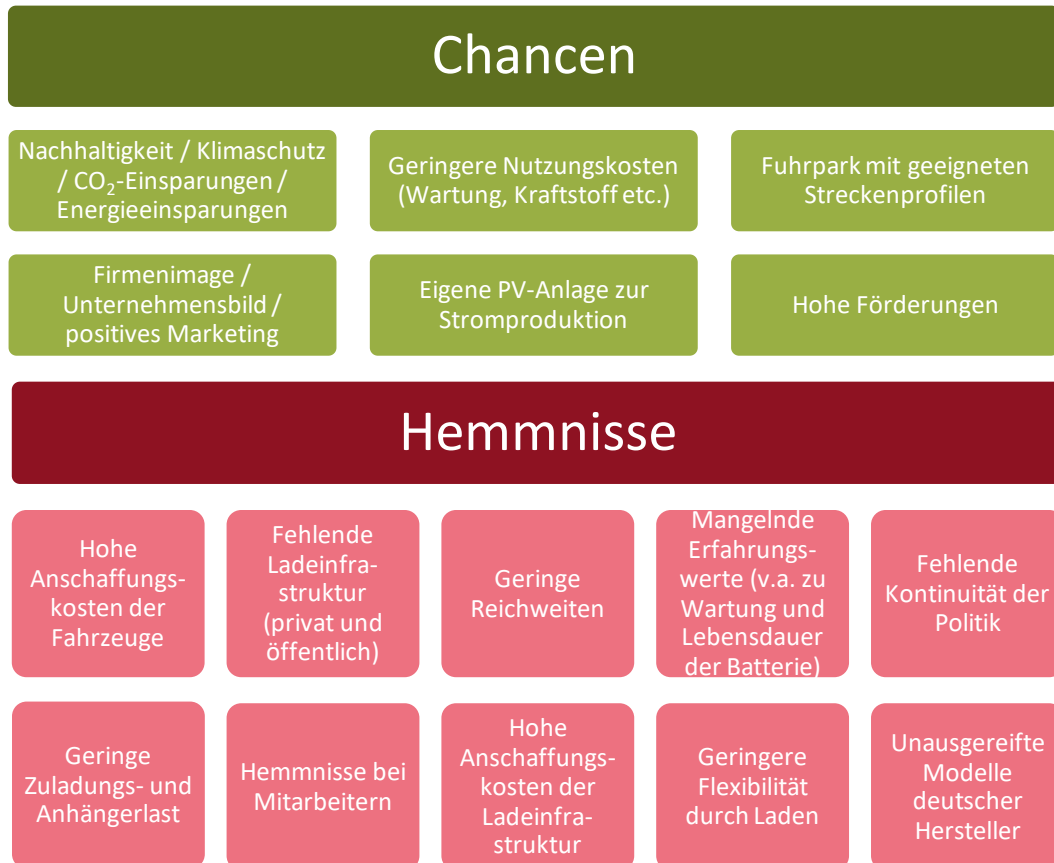 Chancen
Nachhaltigkeit / Klimaschutz
/ CO₂-Einsparungen /
Energieeinsparungen
Geringere Nutzungskosten
(Wartung, Kraftstoff etc.)
Fuhrpark mit geeigneten
Streckenprofilen
Firmenimage /
Unternehmensbild /
positives Marketing
Eigene PV-Anlage zur
Stromproduktion
Hohe Förderungen
Hemmnisse
Hohe
Anschaffungs-
kosten der
Fahrzeuge
Fehlende
Ladeinfra-
struktur
(privat und
öffentlich)
Geringe
Reichweiten
Mangelnde
Erfahrungs-
werte (v.a. zu
Wartung und
Lebensdauer
der Batterie)
Fehlende
Kontinuität der
Politik
Geringe
Zuladungs- und
Anhängerlast
Hemmnisse bei
Mitarbeitern
Hohe
Anschaffungs-
kosten der
Ladeinfra-
struktur
Geringere
Flexibilität
durch Laden
Unausgereifte
Modelle
deutscher
Hersteller